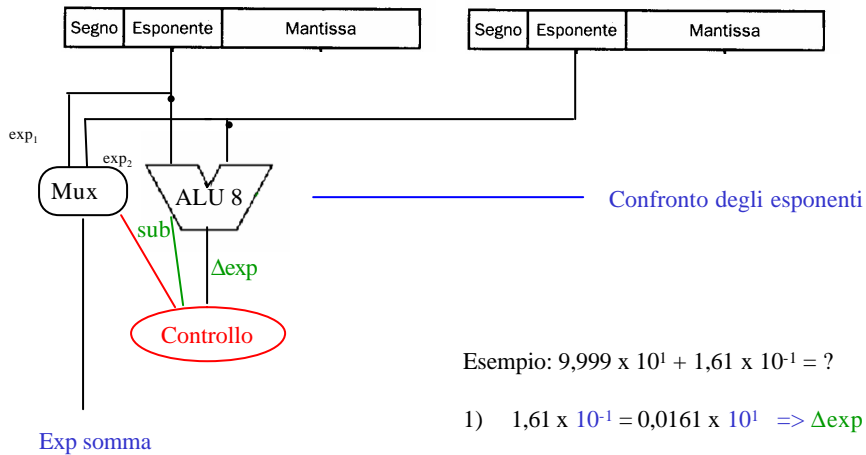 Segno Esponente Mantissa
Segno Esponente Mantissa
exp₁
exp₂
Mux
ALU 8
Confronto degli esponenti
sub
Δexp
Controllo
Esempio: 9,999 x 10¹ + 1,61 x 10⁻¹ = ?
1) 1,61 x 10⁻¹ = 0,0161 x 10¹ => Δexp
Exp somma